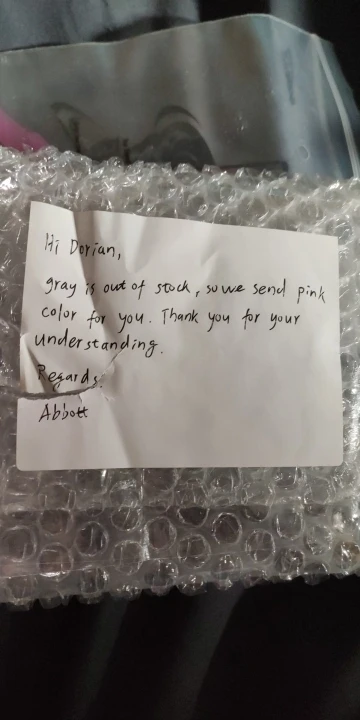 Hi Dorian,
gray is out of stock, so we send pink
color for you. Thank you for your
understanding.
Regards,
Abbott